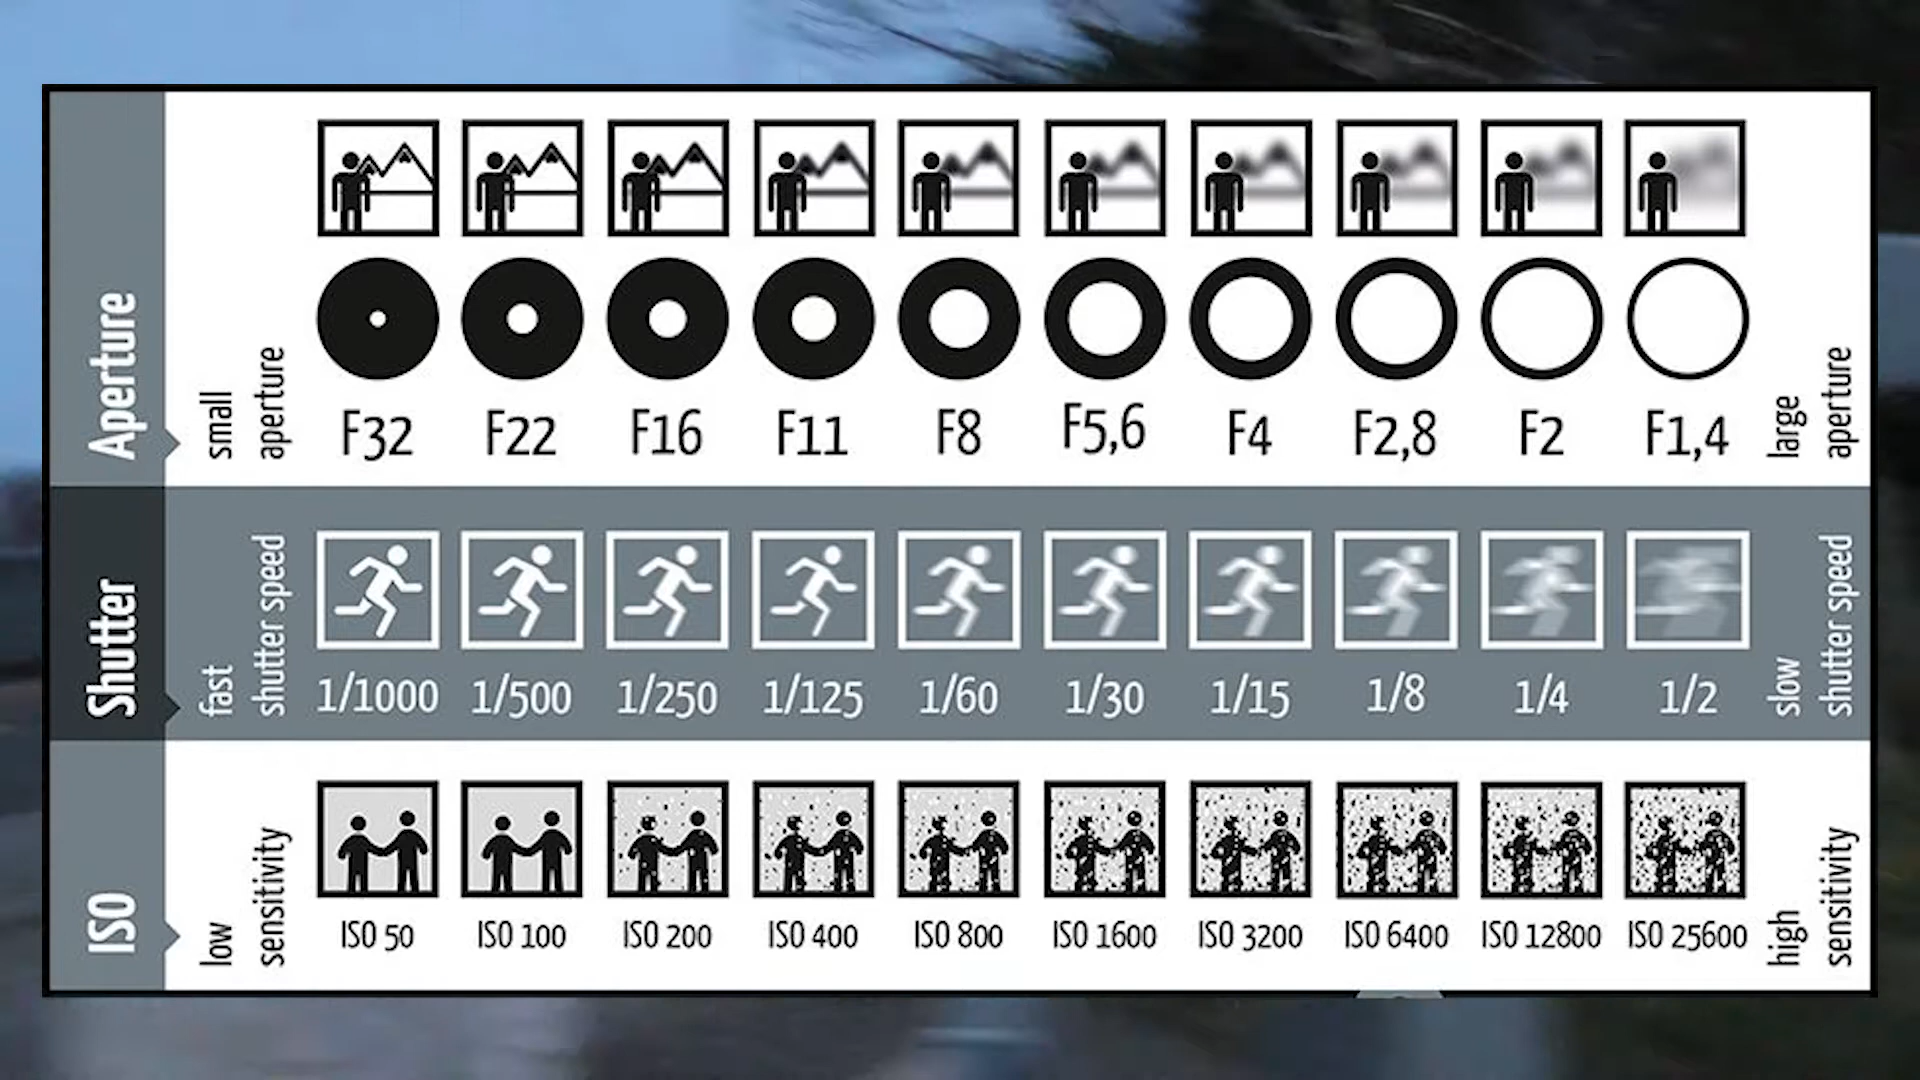 Aperture
small
aperture
F32 F22 F16 F11 F8 F5,6 F4 F2,8 F2 F1,4
large
aperture
Shutter
fast
shutter speed
1/1000 1/500 1/250 1/125 1/60 1/30 1/15 1/8 1/4 1/2
slow
shutter speed
ISO
low
sensitivity
ISO 50 ISO 100 ISO 200 ISO 400 ISO 800 ISO 1600 ISO 3200 ISO 6400 ISO 12800 ISO 25600
high
sensitivity